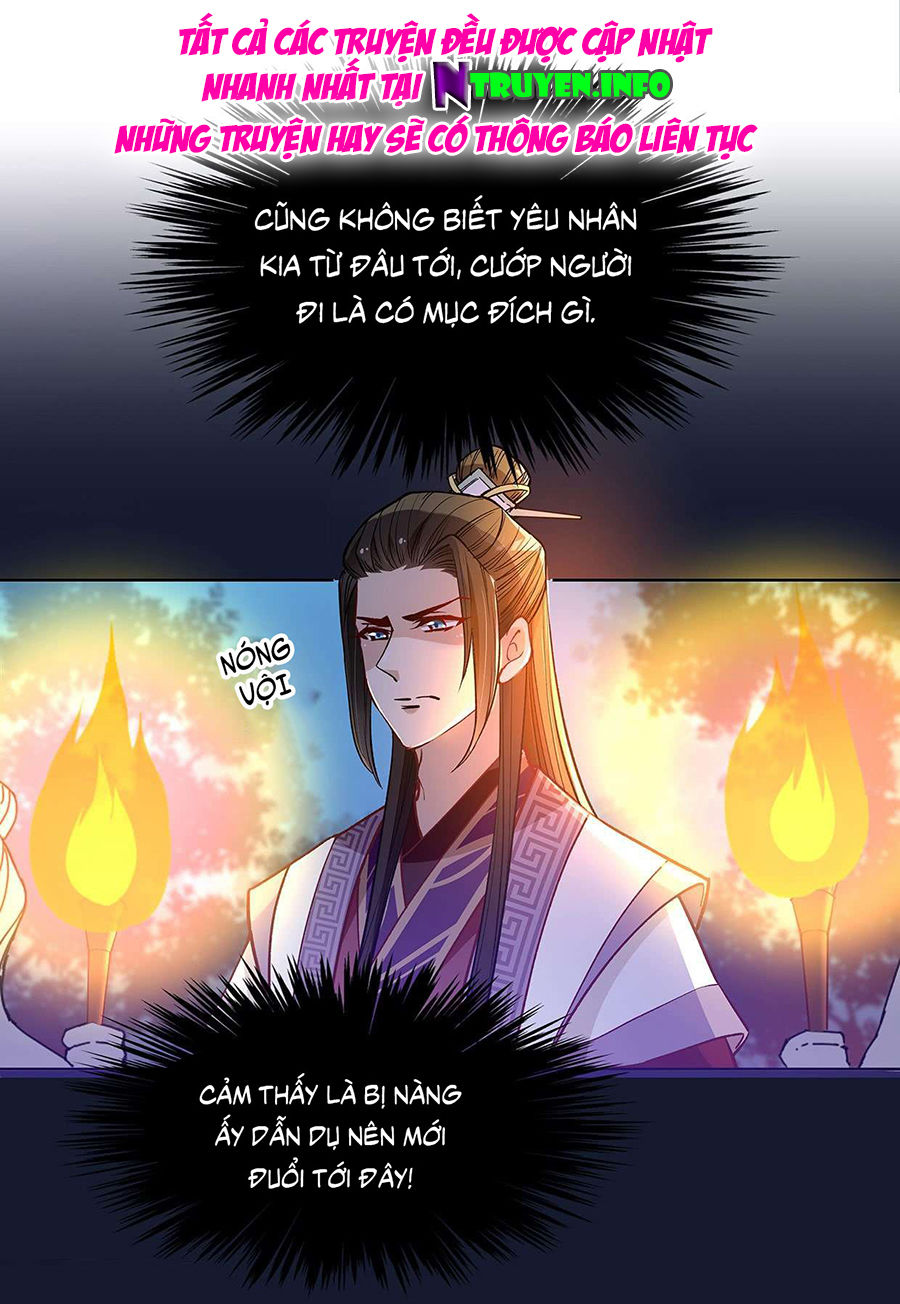 TẤT CẢ CÁC TRUYỆN ĐỀU ĐƯỢC CẬP NHẬT
NHANH NHẤT TẠI NTRUYEN.INFO
NHỮNG TRUYỆN HAY SẼ CÓ THÔNG BÁO LIÊN TỤC
CŨNG KHÔNG BIẾT YÊU NHÂN
KIA TỪ ĐÂU TỚI, CƯỚP NGƯỜI
ĐI LÀ CÓ MỤC ĐÍCH GÌ.
NÓNG
VỘI
CẢM THẤY LÀ BỊ NÀNG
ẤY DẪN DỤ NÊN MỚI
ĐUỔI TỚI ĐÂY!